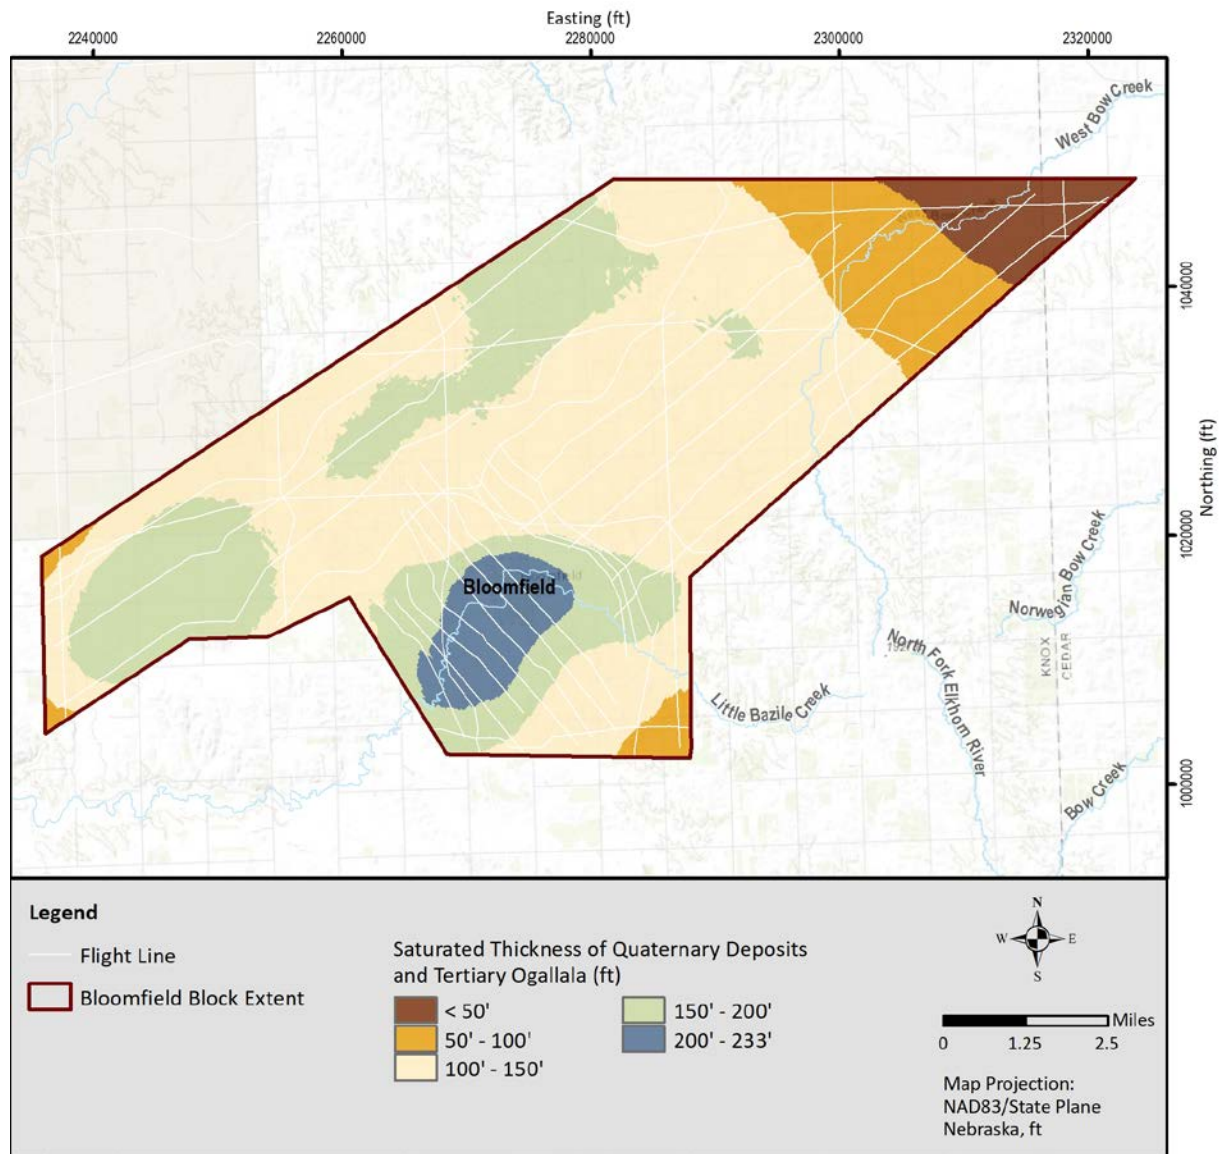 Easting (ft)
2240000
2260000
2280000
2300000
2320000
West Bow Creek
1040000
Northing (ft)
1020000
Bloomfield
Norwegian Bow Creek
KNOX
CEDAR
North Fork Elkhorn River
Little Bazile Creek
Bow Creek
1000000
Legend
Flight Line
Bloomfield Block Extent
Saturated Thickness of Quaternary Deposits
and Tertiary Ogallala (ft)
< 50'
50' - 100'
100' - 150'
150' - 200'
200' - 233'
N
W
E
S
Miles
0
1.25
2.5
Map Projection:
NAD83/State Plane
Nebraska, ft